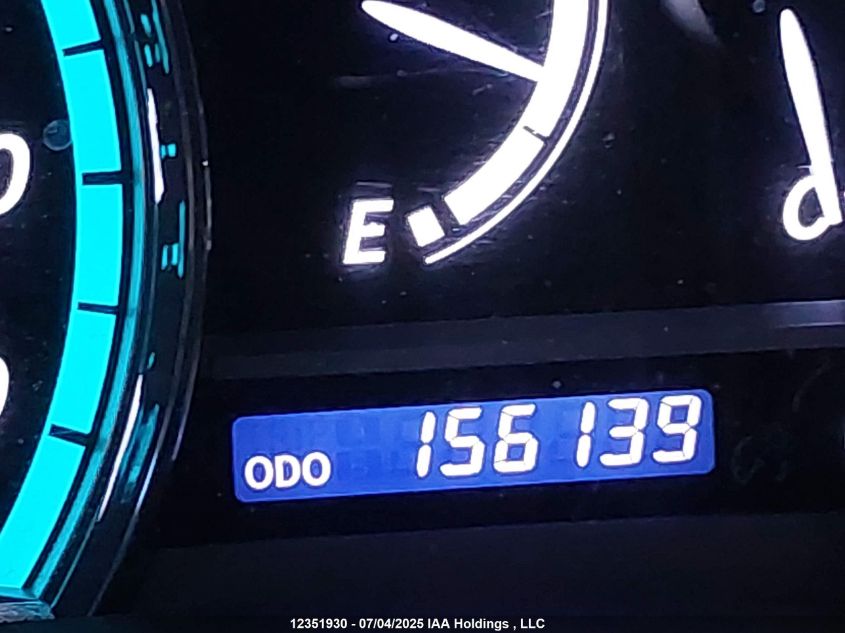 E
d
ODO 156139
12351930 - 07/04/2025 IAA Holdings , LLC